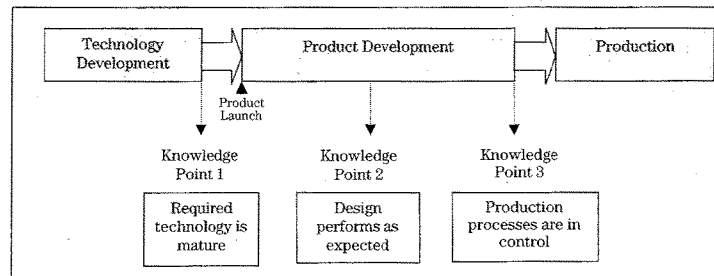 Technology
Development
Product Development
Production
Product
Launch
Knowledge
Point 1
Knowledge
Point 2
Knowledge
Point 3
Required
technology is
mature
Design
performs as
expected
Production
processes are in
control